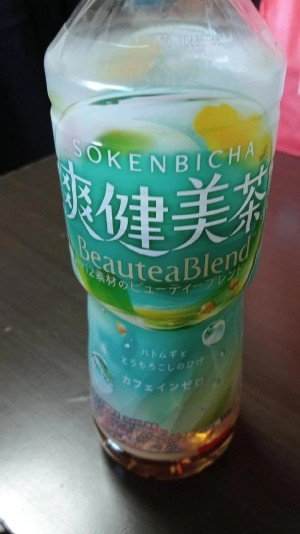 SOKENBICHA
爽健美茶
BeauteaBlend
12素材のビューティーブレンド
ハトムギと
とうもろこしのひげ
カフェインゼロ